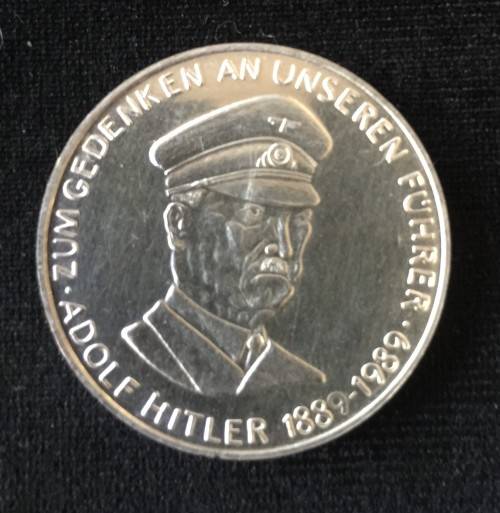 · ZUM GEDENKEN AN UNSEREN FÜHRER ·
ADOLF HITLER 1889-1989